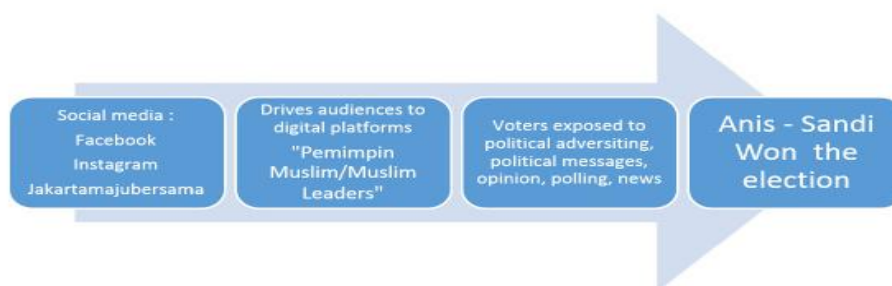 Social media :
Facebook
Instagram
Jakartamajubersama
Drives audiences to
digital platforms
"Pemimpin
Muslim/Muslim
Leaders"
Voters exposed to
political adversiting,
political messages,
opinion, polling, news
Anis - Sandi
Won the
election